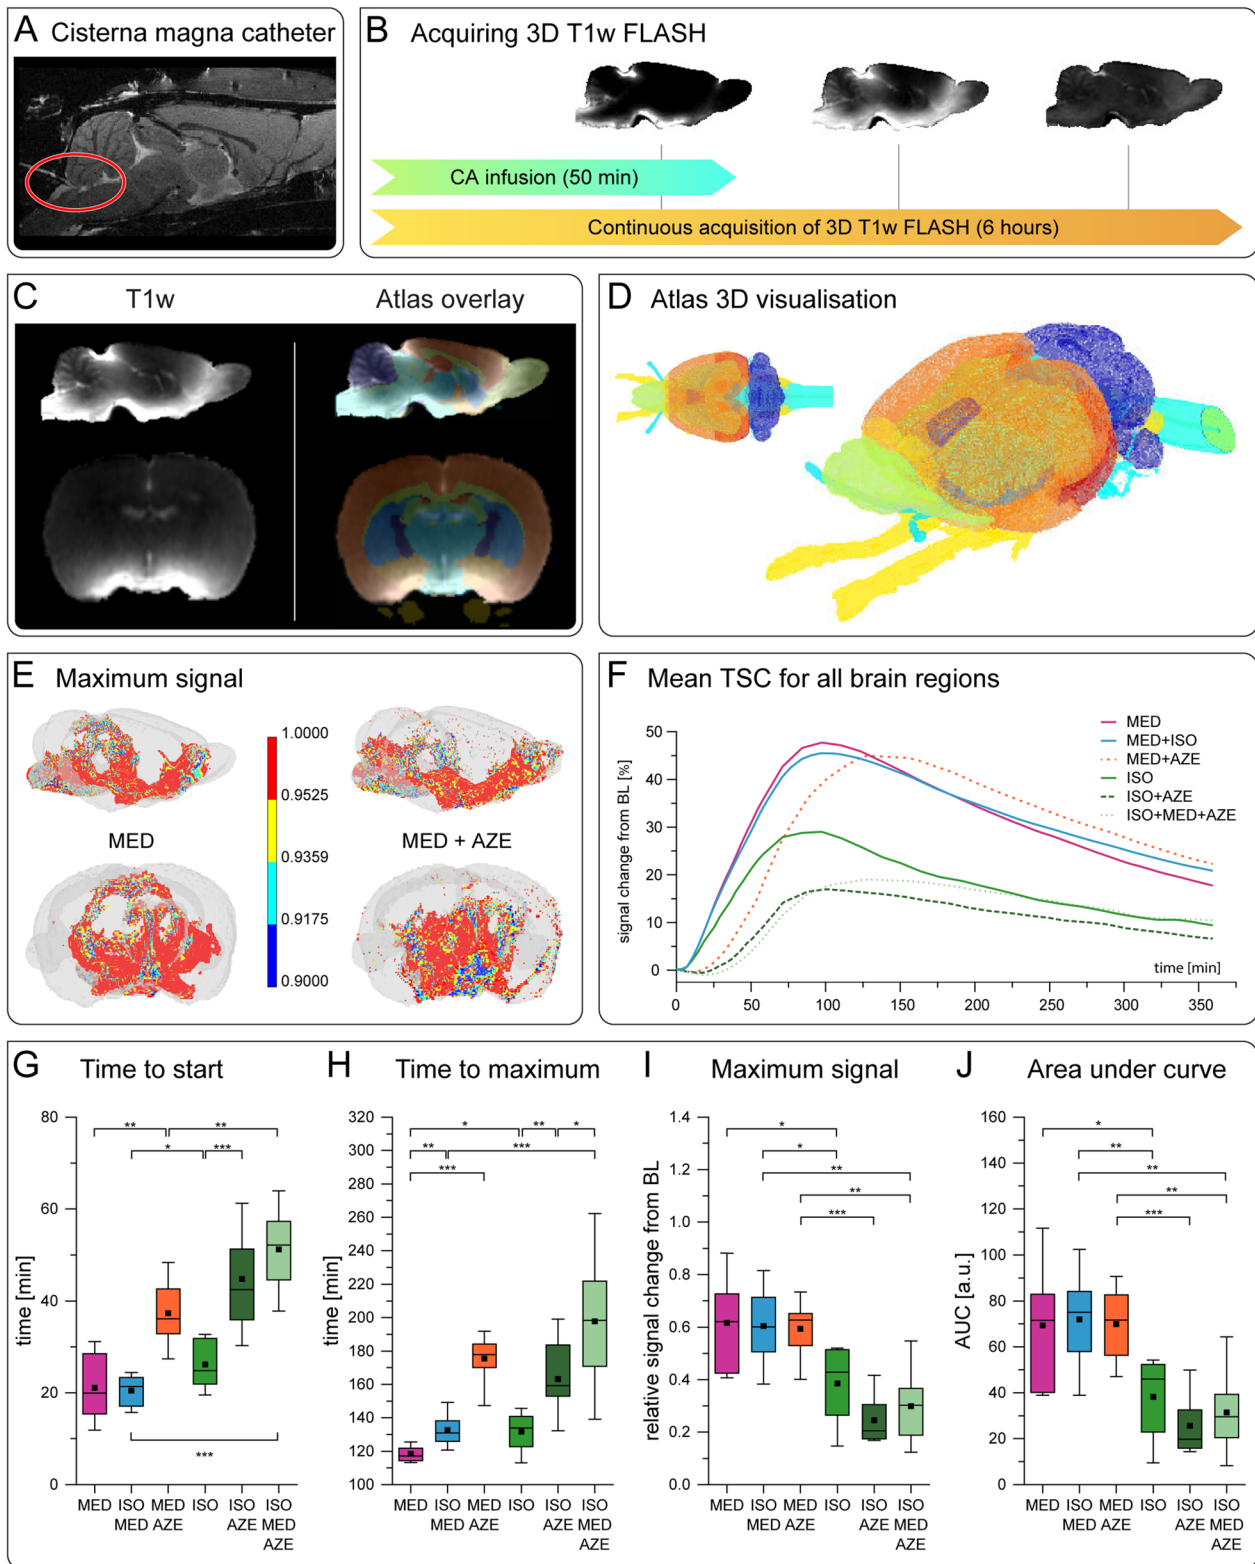 A Cisterna magna catheter
B Acquiring 3D T1w FLASH
CA infusion (50 min)
Continuous acquisition of 3D T1w FLASH (6 hours)
C T1w Atlas overlay
D Atlas 3D visualisation
E Maximum signal
1.0000
0.9525
0.9359
0.9175
0.9000
MED
MED + AZE
F Mean TSC for all brain regions
signal change from BL [%]
50
40
30
20
10
0
0 50 100 150 200 250 300 350
time [min]
MED
MED+ISO
MED+AZE
ISO
ISO+AZE
ISO+MED+AZE
G Time to start
time [min]
80
60
40
20
0
** **
* ***
***
MED ISO MED ISO ISO ISO
MED AZE AZE MED
AZE
H Time to maximum
time [min]
320
300
280
260
240
220
200
180
160
140
120
100
* ** *
** ***
***
MED ISO MED ISO ISO ISO
MED AZE AZE MED
AZE
I Maximum signal
relative signal change from BL
1.4
1.2
1.0
0.8
0.6
0.4
0.2
0.0
*
*
**
**
***
MED ISO MED ISO ISO ISO
MED AZE AZE MED
AZE
J Area under curve
AUC [a.u.]
160
140
120
100
80
60
40
20
0
*
**
**
**
***
MED ISO MED ISO ISO ISO
MED AZE AZE MED
AZE